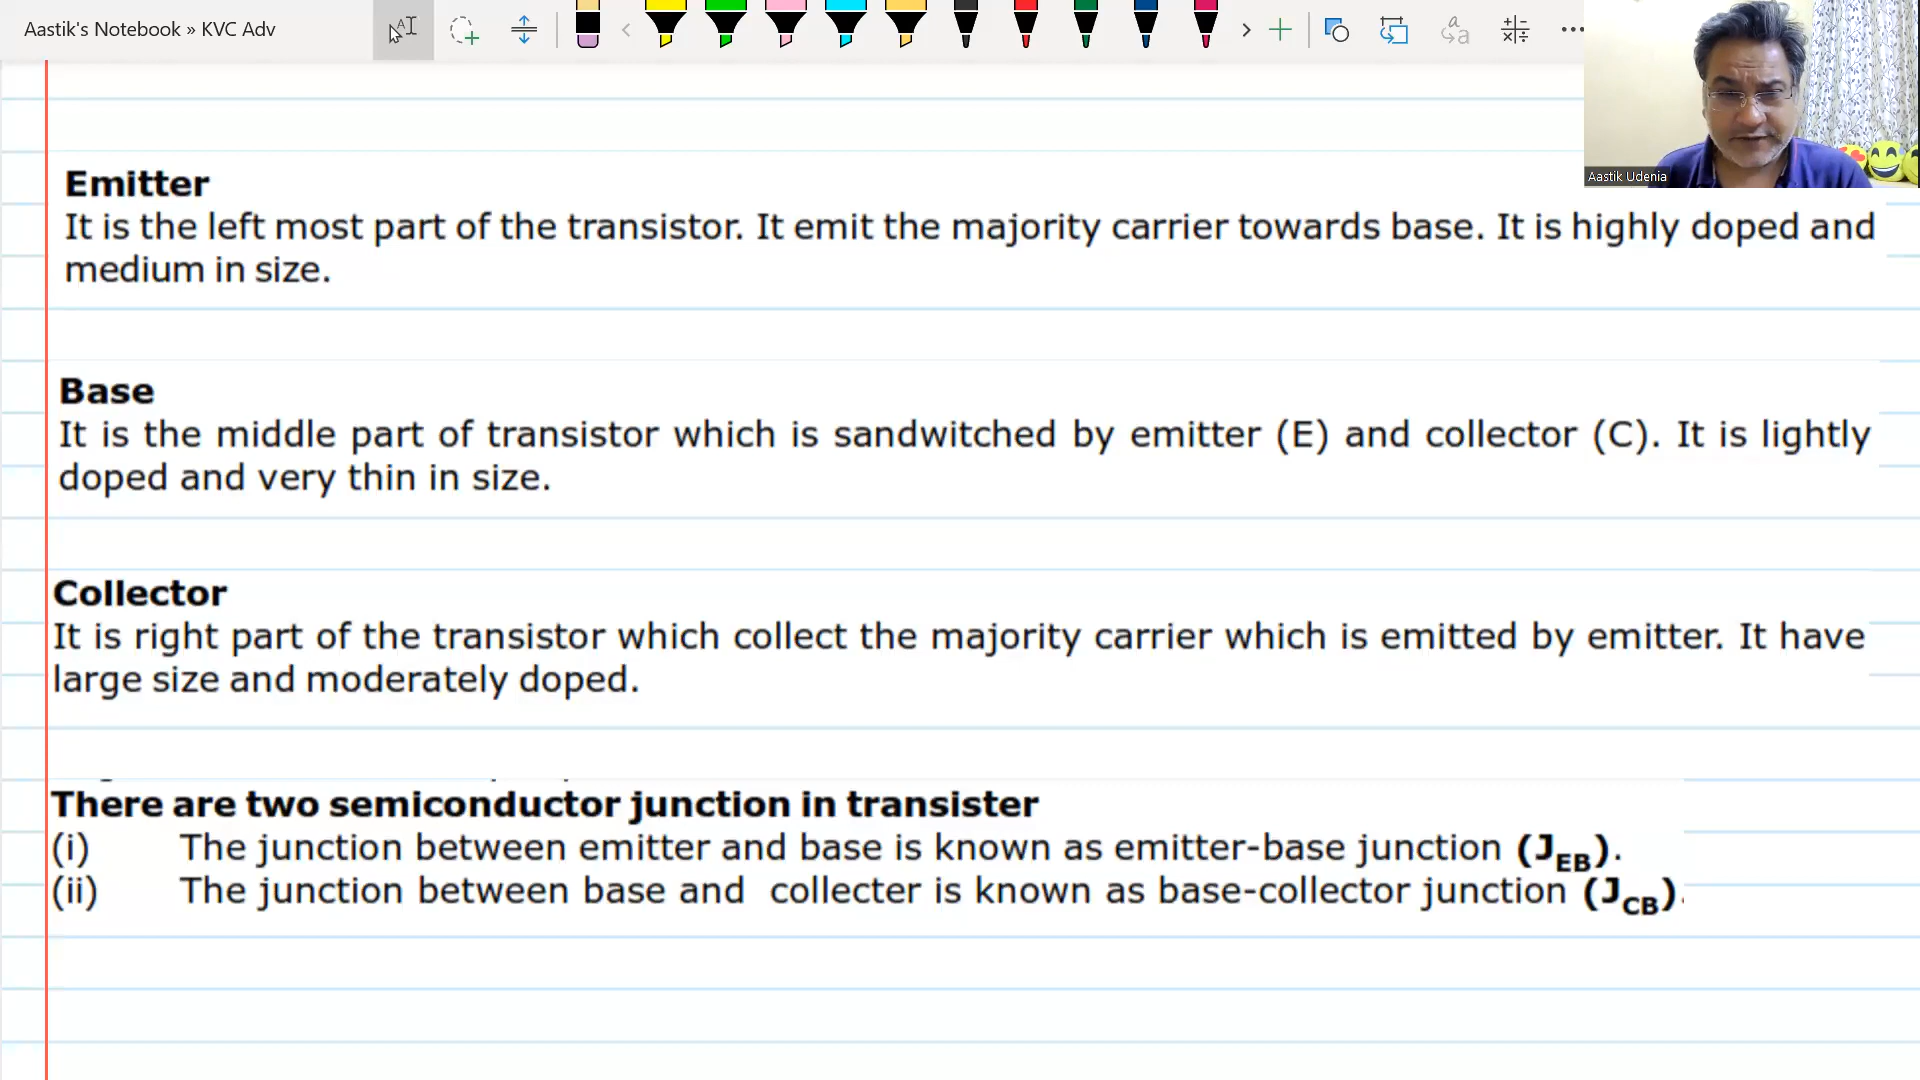 Aastik's Notebook » KVC Adv
Aastik Udenia
Emitter
It is the left most part of the transistor. It emit the majority carrier towards base. It is highly doped and
medium in size.
Base
It is the middle part of transistor which is sandwitched by emitter (E) and collector (C). It is lightly
doped and very thin in size.
Collector
It is right part of the transistor which collect the majority carrier which is emitted by emitter. It have
large size and moderately doped.
There are two semiconductor junction in transister
(i) The junction between emitter and base is known as emitter-base junction (JEB).
(ii) The junction between base and collecter is known as base-collector junction (JCB).